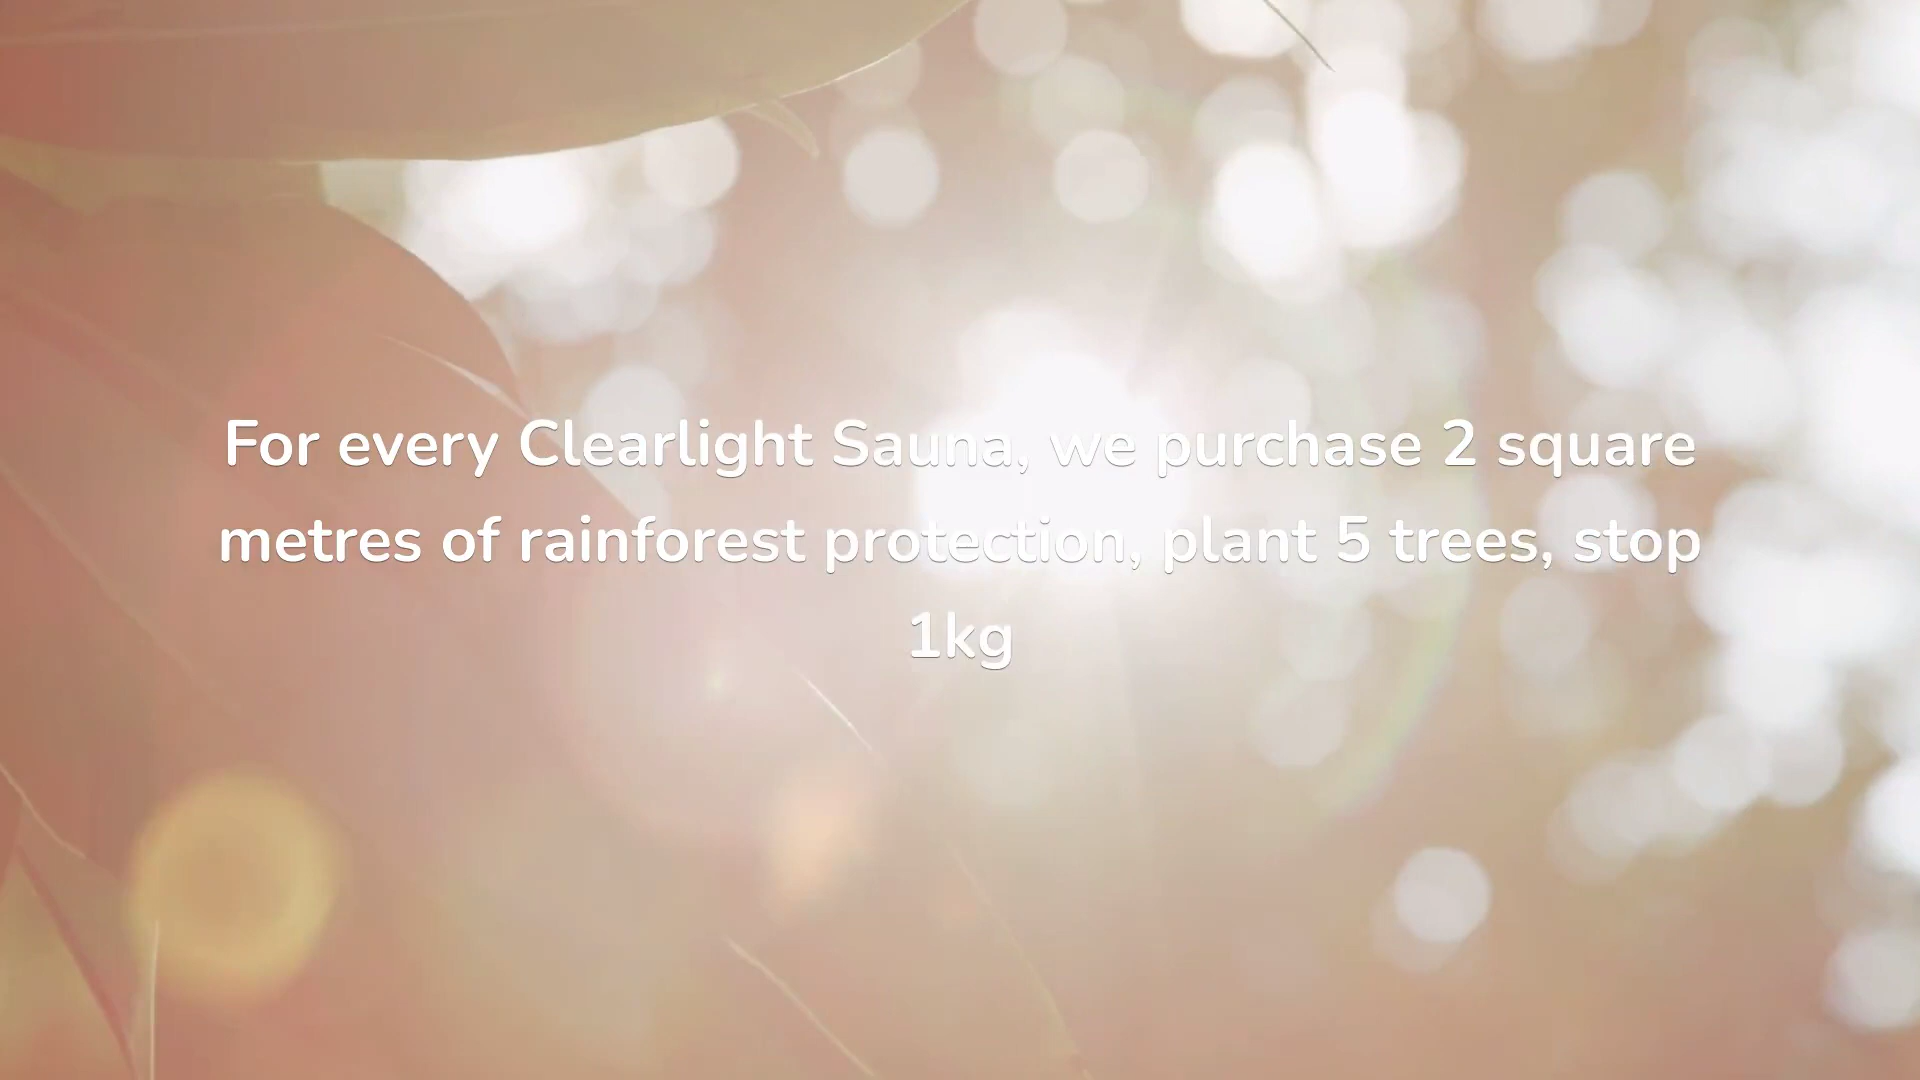 For every Clearlight Sauna, we purchase 2 square
metres of rainforest protection, plant 5 trees, stop
1kg